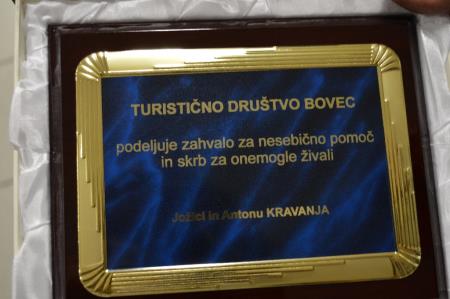 TURISTIČNO DRUŠTVO BOVEC
podeljuje zahvalo za nesebično pomoč
in skrb za onemogle živali
Jožici in Antonu KRAVANJA